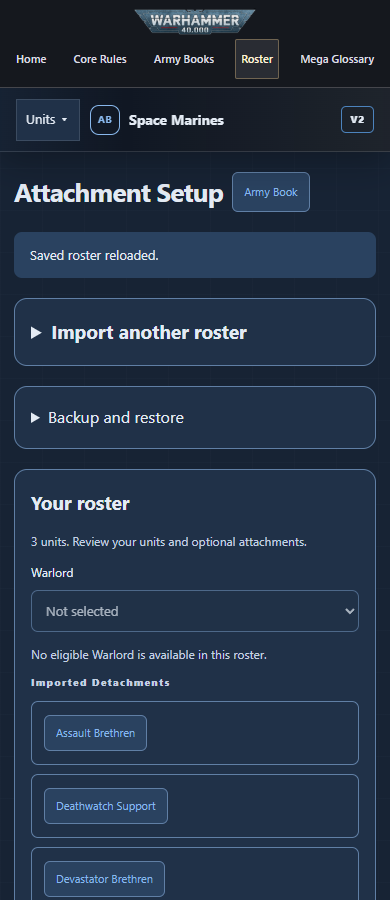 WARHAMMER
40,000
Home Core Rules Army Books Roster Mega Glossary
Units AB Space Marines V2
Attachment Setup Army Book
Saved roster reloaded.
Import another roster
Backup and restore
Your roster
3 units. Review your units and optional attachments.
Warlord
Not selected
No eligible Warlord is available in this roster.
Imported Detachments
Assault Brethren
Deathwatch Support
Devastator Brethren